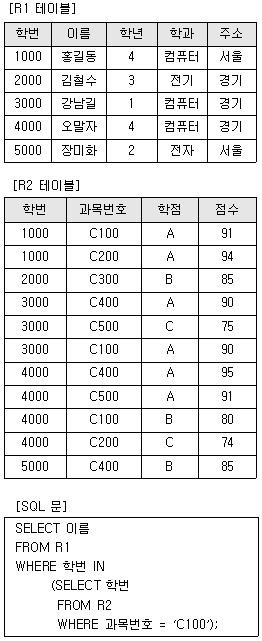 [R1 테이블]
학번 이름 학년 학과 주소
1000 홍길동 4 컴퓨터 서울
2000 김철수 3 전기 경기
3000 강남길 1 컴퓨터 경기
4000 오말자 4 컴퓨터 경기
5000 장미화 2 전자 서울
[R2 테이블]
학번 과목번호 학점 점수
1000 C100 A 91
1000 C200 A 94
2000 C300 B 85
3000 C400 A 90
3000 C500 C 75
3000 C100 A 90
4000 C400 A 95
4000 C500 A 91
4000 C100 B 80
4000 C200 C 74
5000 C400 B 85
[SQL 문]
SELECT 이름
FROM R1
WHERE 학번 IN
(SELECT 학번
FROM R2
WHERE 과목번호 = ‘C100’);